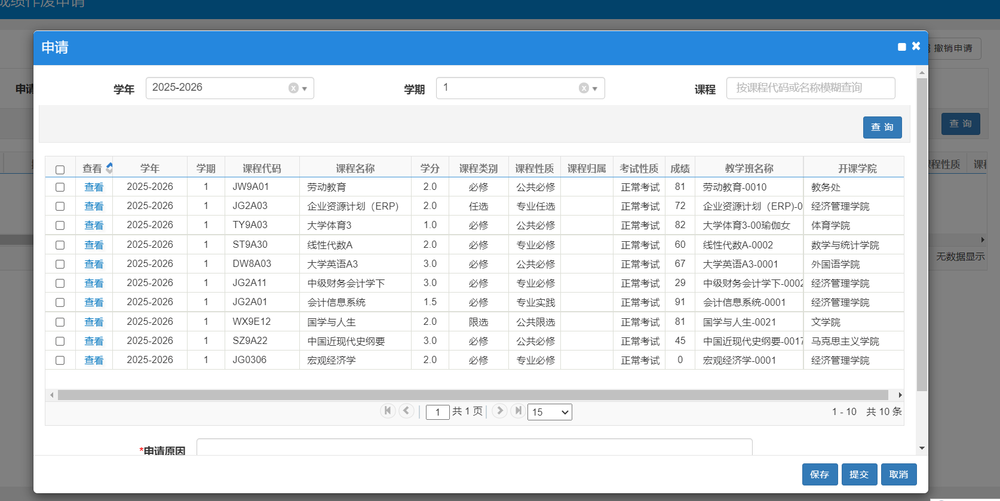 成绩作废申请
申请
撤销申请
申请
学年 2025-2026 学期 1 课程 按课程代码或名称模糊查询
查 询
查 询
查看 学年 学期 课程代码 课程名称 学分 课程类别 课程性质 课程归属 考试性质 成绩 教学班名称 开课学院
程性质 课
查看 2025-2026 1 JW9A01 劳动教育 2.0 必修 公共必修 正常考试 81 劳动教育-0010 教务处
查看 2025-2026 1 JG2A03 企业资源计划（ERP) 2.0 任选 专业任选 正常考试 72 企业资源计划（ERP)-0 经济管理学院
查看 2025-2026 1 TY9A03 大学体育3 1.0 必修 公共必修 正常考试 82 大学体育3-00瑜伽女 体育学院
查看 2025-2026 1 ST9A30 线性代数A 2.0 必修 专业必修 正常考试 60 线性代数A-0002 数学与统计学院
查看 2025-2026 1 DW8A03 大学英语A3 3.0 必修 公共必修 正常考试 67 大学英语A3-0001 外国语学院
无数据显示
查看 2025-2026 1 JG2A11 中级财务会计学下 3.0 必修 专业必修 正常考试 29 中级财务会计学下-0002 经济管理学院
查看 2025-2026 1 JG2A01 会计信息系统 1.5 必修 专业实践 正常考试 91 会计信息系统-0001 经济管理学院
查看 2025-2026 1 WX9E12 国学与人生 2.0 限选 公共限选 正常考试 81 国学与人生-0021 文学院
查看 2025-2026 1 SZ9A22 中国近现代史纲要 3.0 必修 公共必修 正常考试 45 中国近现代史纲要-0017 马克思主义学院
查看 2025-2026 1 JG0306 宏观经济学 2.0 必修 专业必修 正常考试 0 宏观经济学-0001 经济管理学院
1 共 1 页 15 1 - 10 共 10 条
*申请原因
保存 提交 取消